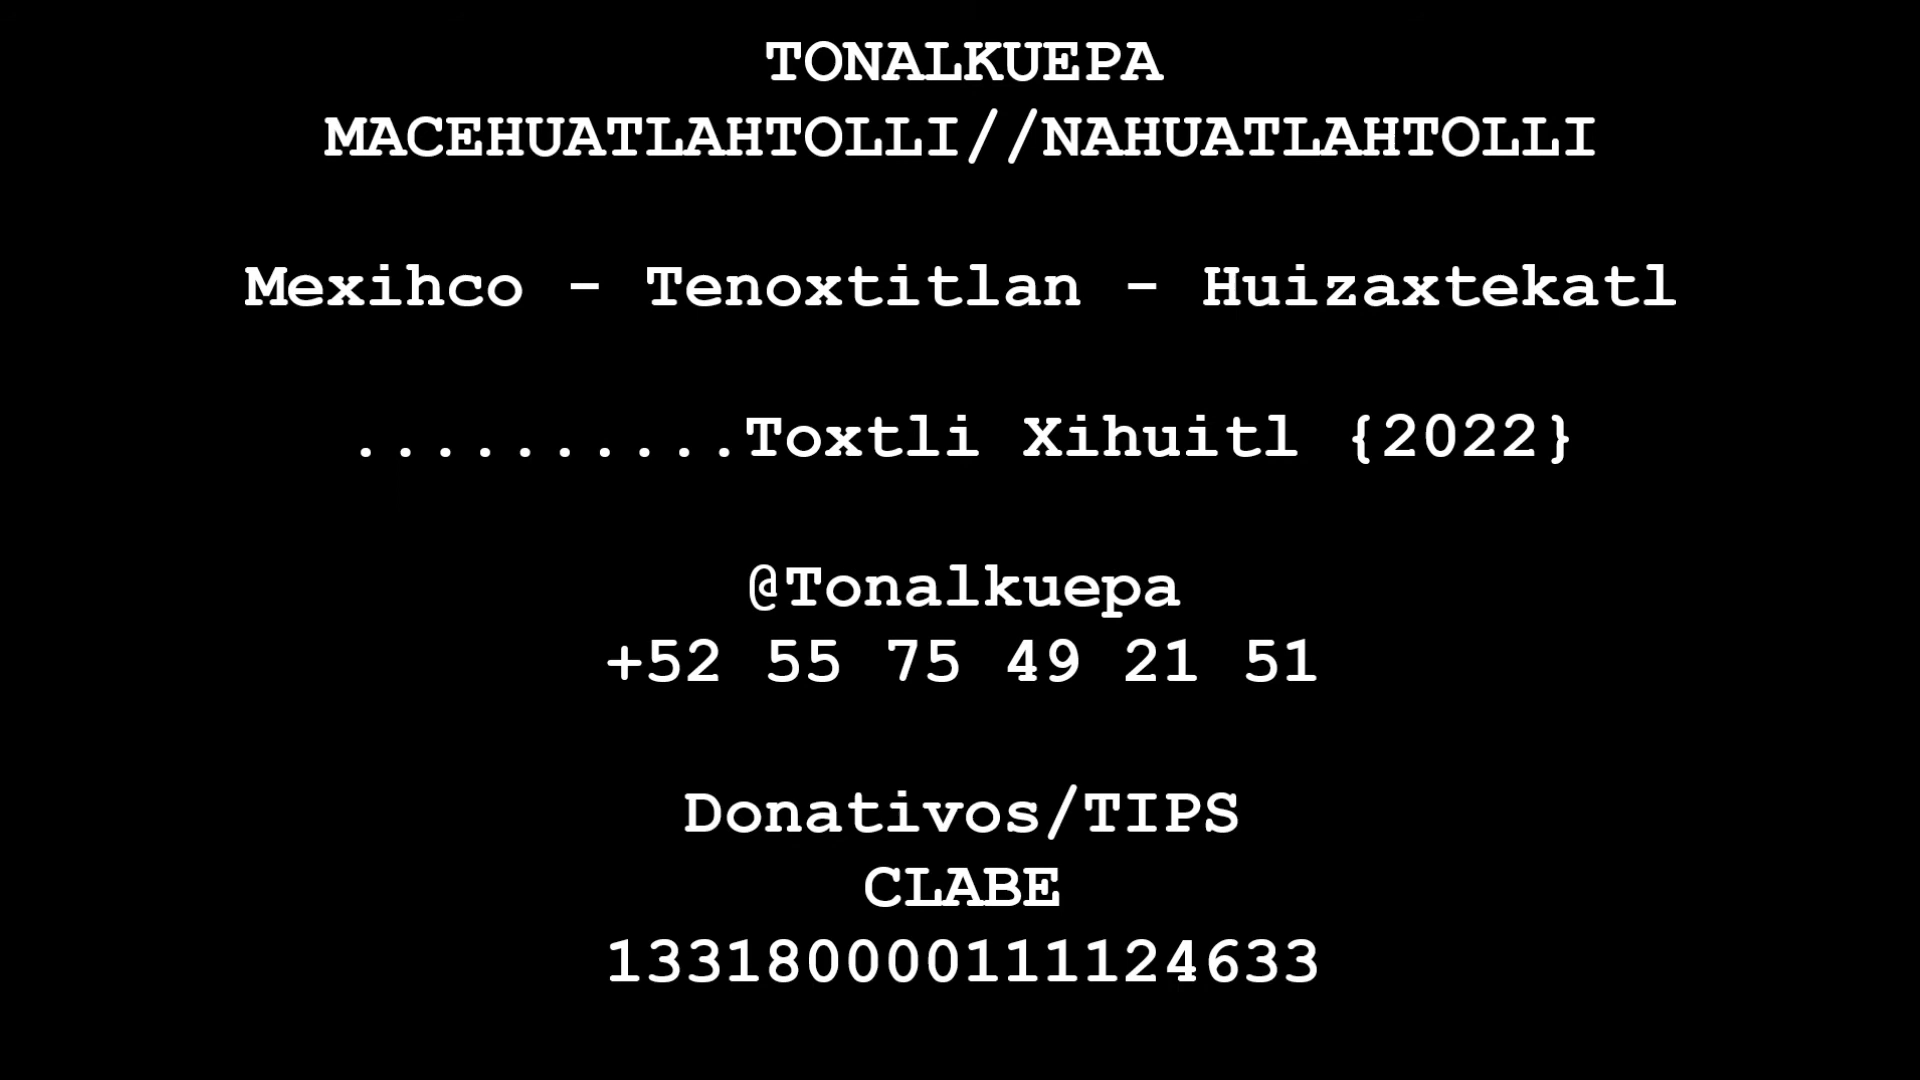 TONALKUEPA
MACEHUATLAHTOLLI//NAHUATLAHTOLLI
Mexihco - Tenoxtitlan - Huizaxtekatl
..........Toxtli Xihuitl {2022}
@Tonalkuepa
+52 55 75 49 21 51
Donativos/TIPS
CLABE
133180000111124633